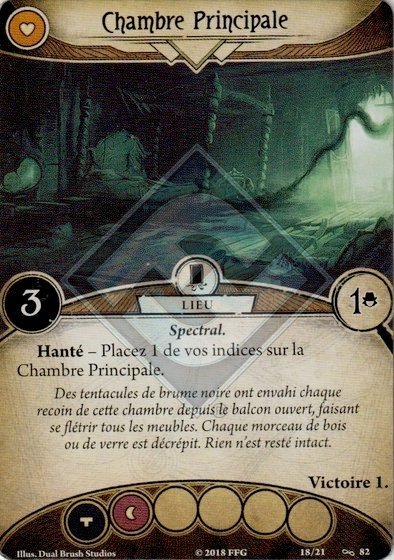 Chambre Principale
3
LIEU
1
Spectral.
Hanté – Placez 1 de vos indices sur la
Chambre Principale.
Des tentacules de brume noire ont envahi chaque
recoin de cette chambre depuis le balcon ouvert, faisant
se flétrir tous les meubles. Chaque morceau de bois
ou de verre est décrépit. Rien n'est resté intact.
Victoire 1.
Illus. Dual Brush Studios © 2018 FFG 18/21 82